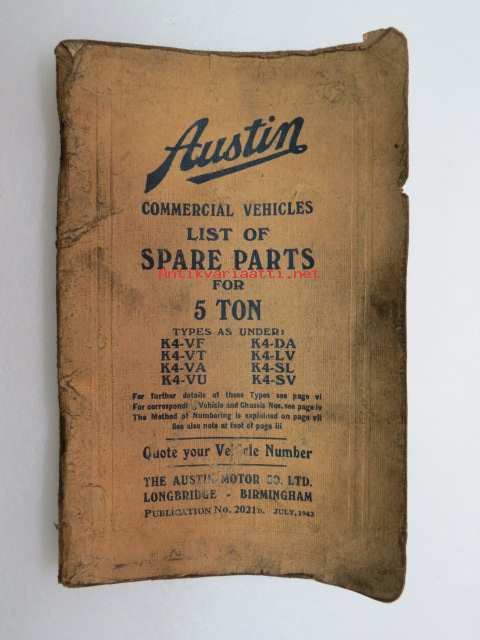 Austin
COMMERCIAL VEHICLES
LIST OF
SPARE PARTS
Antikvariaatti.net
FOR
5 TON
TYPES AS UNDER:
K4-VF K4-DA
K4-VT K4-LV
K4-VA K4-SL
K4-VU K4-SV
For further details of these Types see page vi
For correspondi Vehicle and Chassis Nos. see page iv
The Method of Numbering is explained on page vii
See also note at foot of page iii
Quote your Vehicle Number
THE AUSTIN MOTOR CO. LTD.
LONGBRIDGE - BIRMINGHAM
PUBLICATION No. 2021D. JULY, 1943